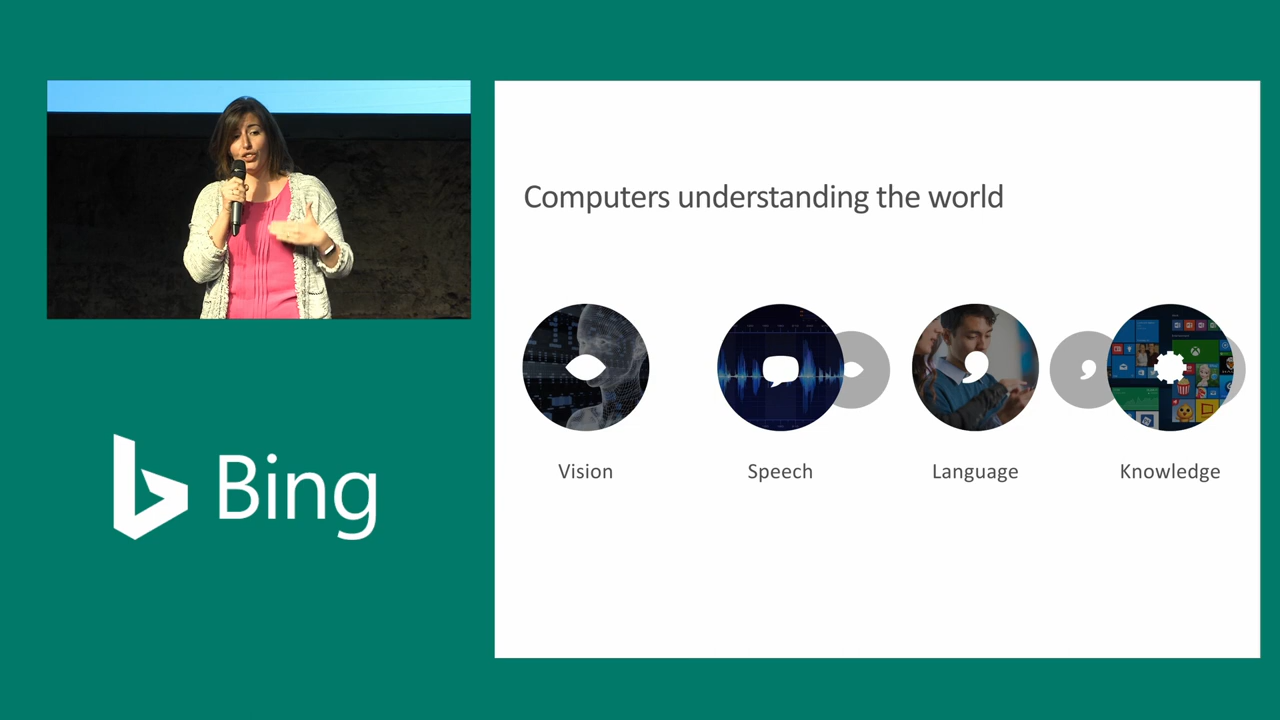 Computers understanding the world
Vision
Speech
Language
Knowledge
Bing